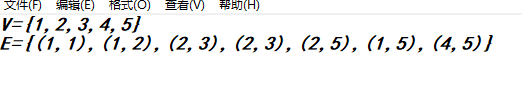 文件(F) 编辑(E) 格式(O) 查看(V) 帮助(H)
V={1,2,3,4,5}
E={(1,1),(1,2),(2,3),(2,3),(2,5),(1,5),(4,5)}